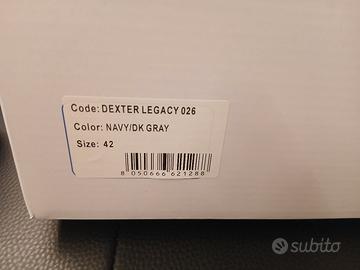 Code: DEXTER LEGACY 026
Color: NAVY/DK GRAY
Size: 42
8 050666 621288
subito